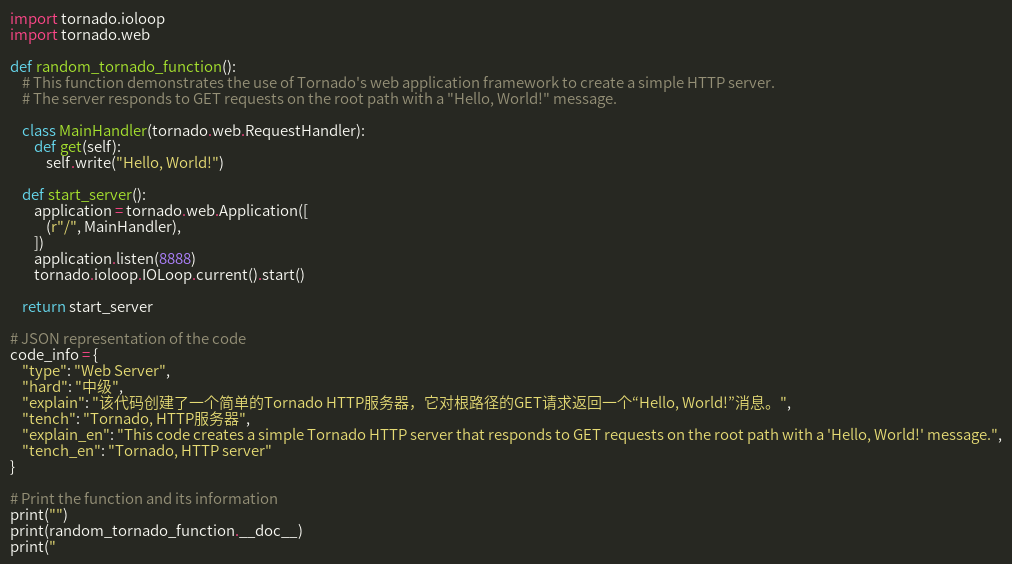 import tornado.ioloop
import tornado.web

def random_tornado_function():
    # This function demonstrates the use of Tornado's web application framework to create a simple HTTP server.
    # The server responds to GET requests on the root path with a "Hello, World!" message.

    class MainHandler(tornado.web.RequestHandler):
        def get(self):
            self.write("Hello, World!")

    def start_server():
        application = tornado.web.Application([
            (r"/", MainHandler),
        ])
        application.listen(8888)
        tornado.ioloop.IOLoop.current().start()

    return start_server

# JSON representation of the code
code_info = {
    "type": "Web Server",
    "hard": "中级",
    "explain": "该代码创建了一个简单的Tornado HTTP服务器，它对根路径的GET请求返回一个“Hello, World!”消息。",
    "tench": "Tornado, HTTP服务器",
    "explain_en": "This code creates a simple Tornado HTTP server that responds to GET requests on the root path with a 'Hello, World!' message.",
    "tench_en": "Tornado, HTTP server"
}

# Print the function and its information
print("")
print(random_tornado_function.__doc__)
print("